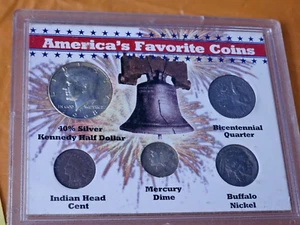 America's Favorite Coins
40% Silver
Kennedy Half Dollar
Bicentennial
Quarter
Indian Head
Cent
Mercury
Dime
Buffalo
Nickel